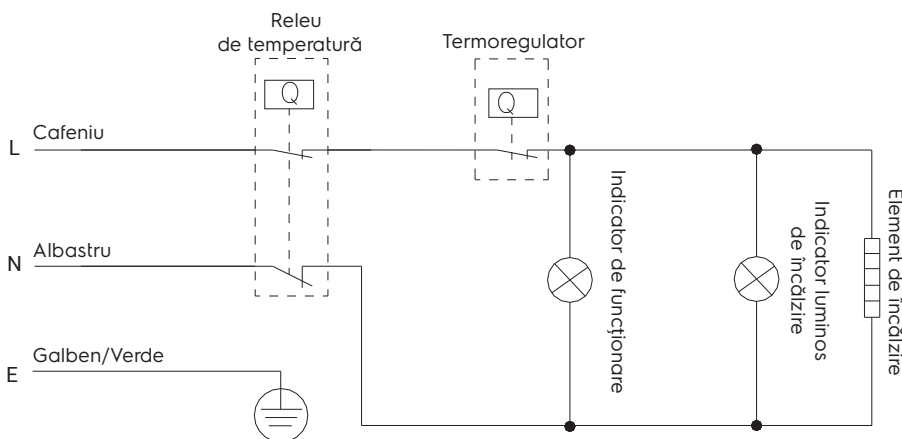 Releu
de temperatură
Termoregulator
Q
Q
L
Cafeniu
N
Albastru
E
Galben/Verde
Indicator de funcționare
Indicator luminos
de încălzire
Element de încălzire